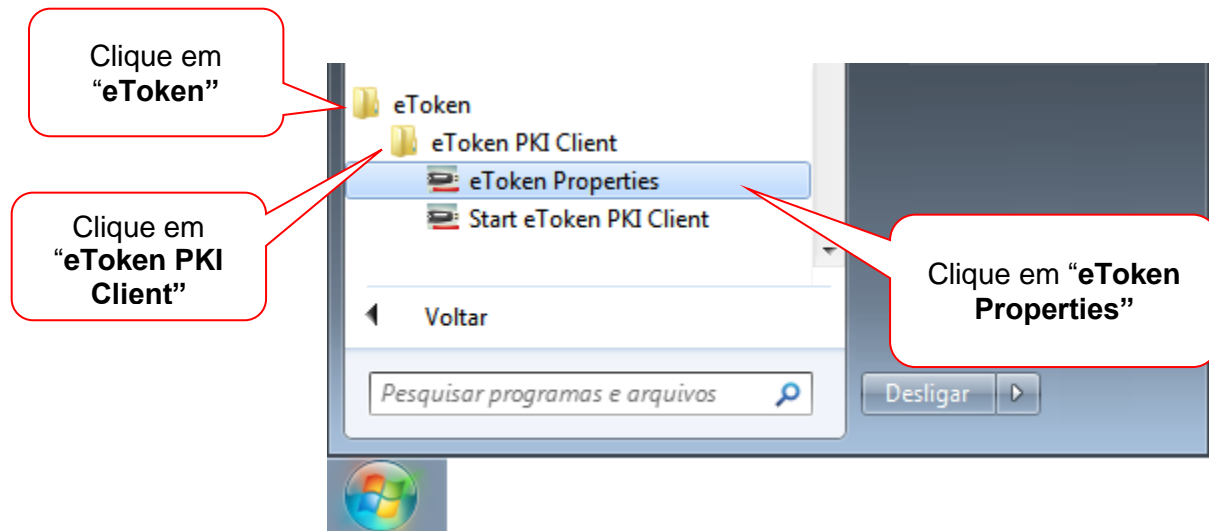 Clique em
“eToken”
eToken
eToken PKI Client
eToken Properties
Start eToken PKI Client
Clique em
“eToken PKI
Client”
Clique em “eToken
Properties”
Voltar
Pesquisar programas e arquivos
Desligar